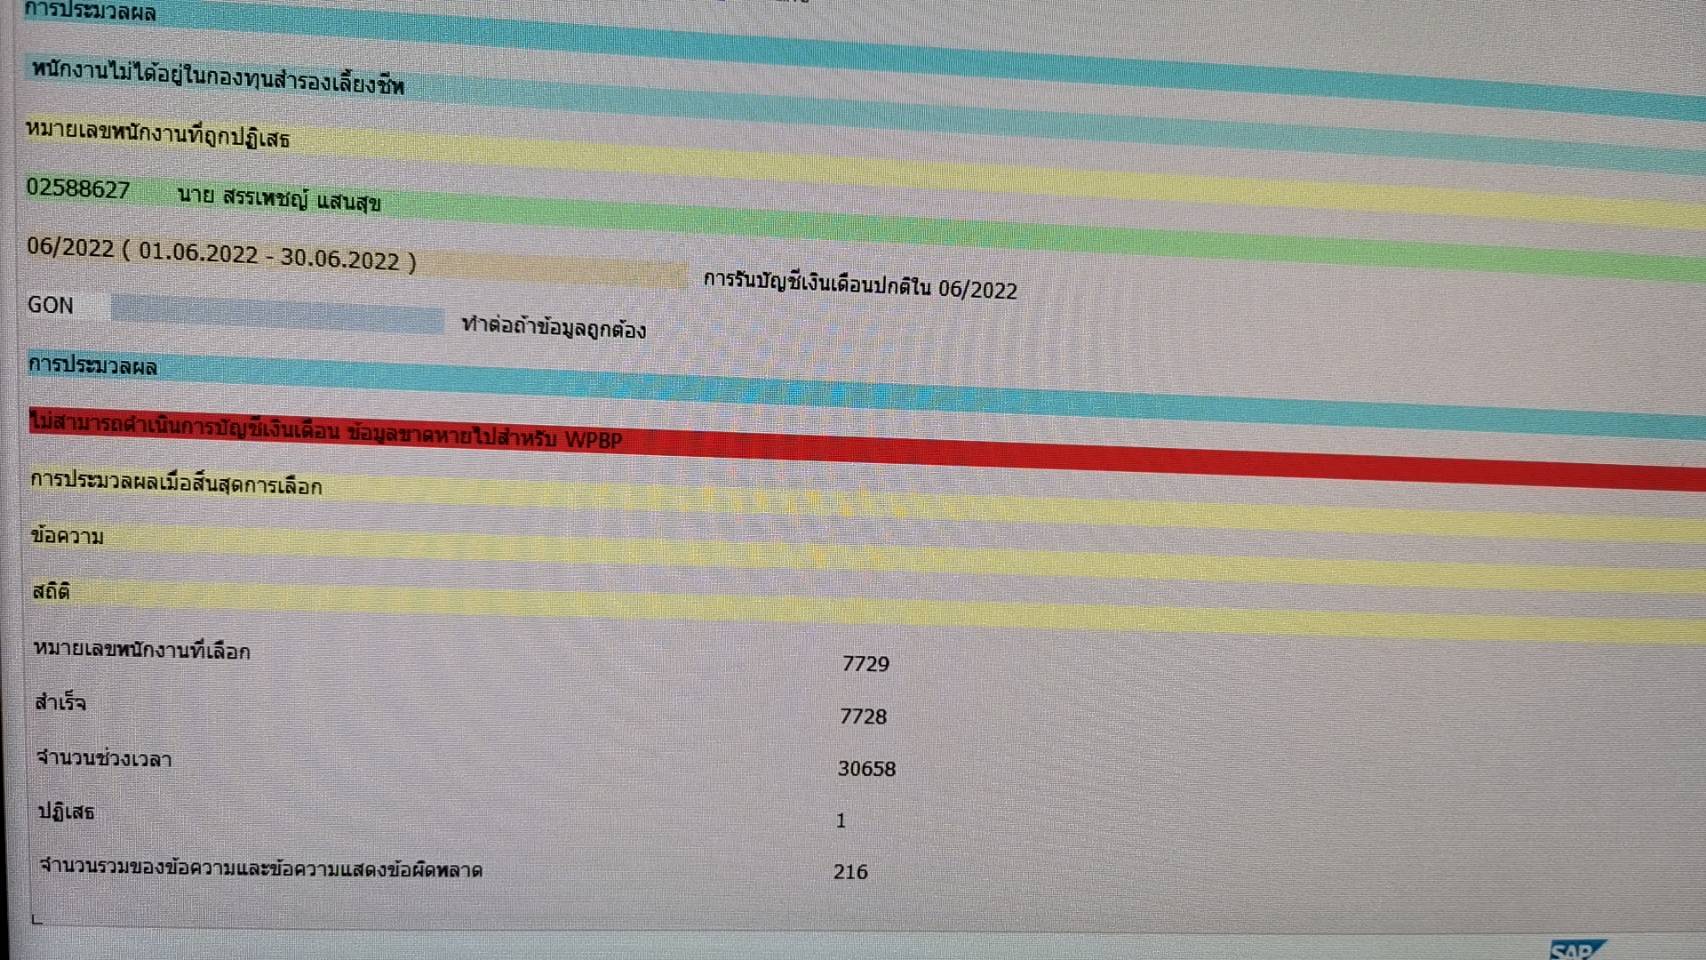 การประมวลผล
พนักงานไม่ได้อยู่ในกองทุนสำรองเลี้ยงชีพ
หมายเลขพนักงานที่ถูกปฏิเสธ
02588627 นาย สรรเพชญ์ แสนสุข
06/2022 ( 01.06.2022 - 30.06.2022 ) การรันบัญชีเงินเดือนปกติใน 06/2022
GON ทำต่อถ้าข้อมูลถูกต้อง
การประมวลผล
ไม่สามารถดำเนินการบัญชีเงินเดือน ข้อมูลขาดหายไปสำหรับ WPBP
การประมวลผลเมื่อสิ้นสุดการเลือก
ข้อความ
สถิติ
หมายเลขพนักงานที่เลือก 7729
สำเร็จ 7728
จำนวนช่วงเวลา 30658
ปฏิเสธ 1
จำนวนรวมของข้อความและข้อความแสดงข้อผิดพลาด 216
SAP